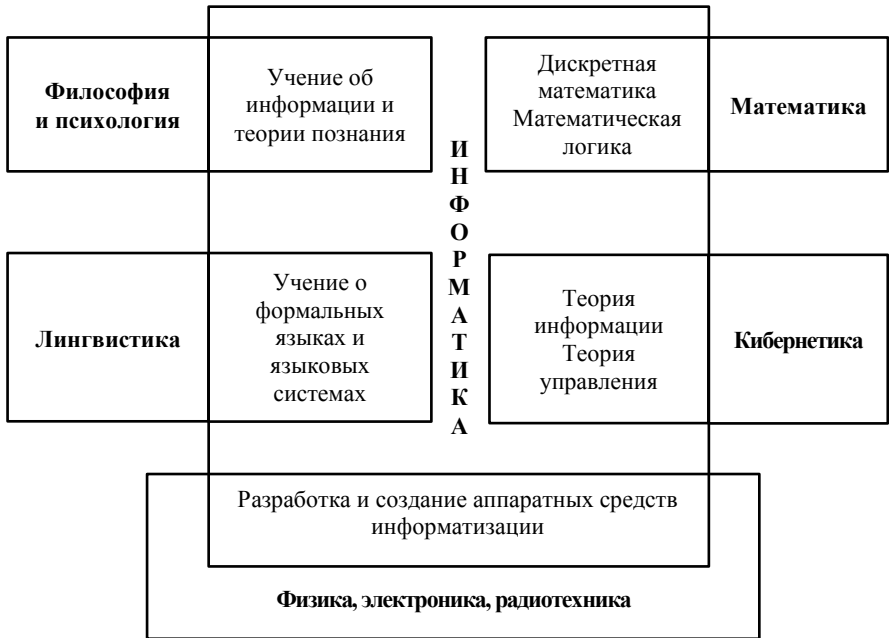 Философия
и психология
Учение об
информации и
теории познания
Дискретная
математика
Математическая
логика
Математика
ИНФОРМАТИКА
Лингвистика
Учение о
формальных
языках и
языковых
системах
Теория
информации
Теория
управления
Кибернетика
Разработка и создание аппаратных средств
информатизации
Физика, электроника, радиотехника